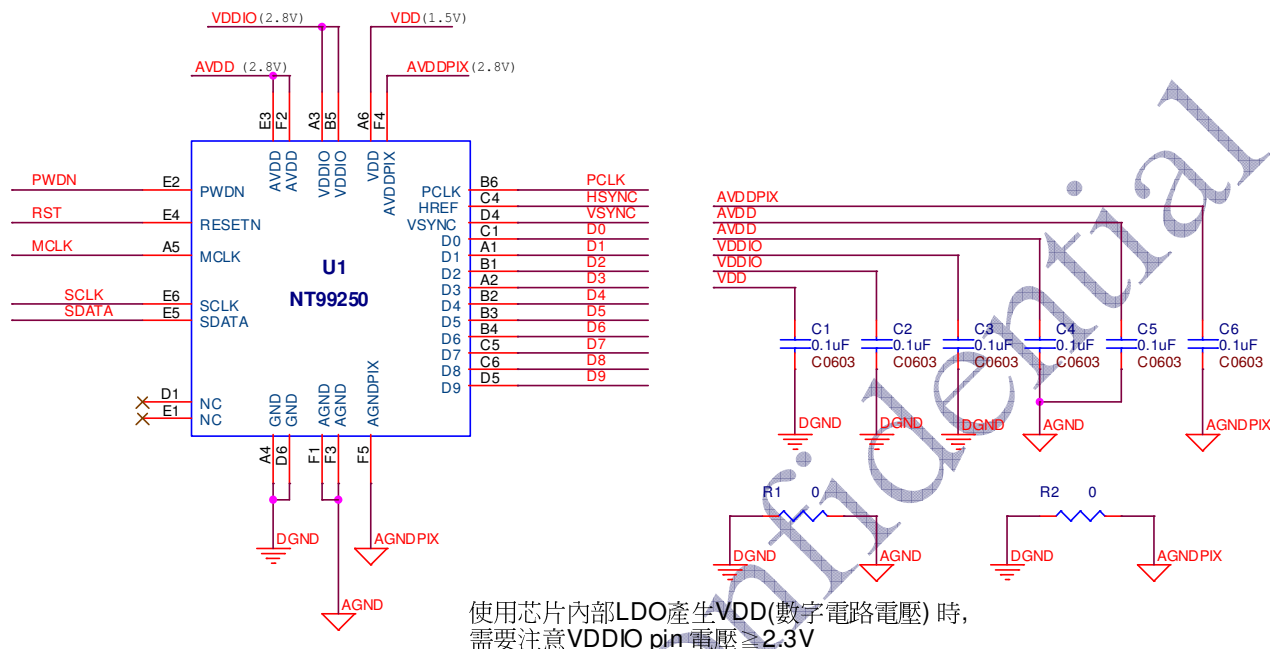 VDDIO (2.8V)
VDD (1.5V)
AVDD (2.8V)
AVDDPIX (2.8V)
E3 F2 A3 B5 A6 F4
AVDD AVDD VDDIO VDDIO VDD AVDDPIX
PWDN E2 PWDN
RST E4 RESETN
MCLK A5 MCLK
SCLK E6 SCLK
SDATA E5 SDATA
D1 NC
E1 NC
U1
NT99250
PCLK B6 PCLK
HREF C4 HSYNC
VSYNC D4 VSYNC
D0 C1 D0
D1 A1 D1
D2 B1 D2
D3 A2 D3
D4 B2 D4
D5 B3 D5
D6 B4 D6
D7 C5 D7
D8 C6 D8
D9 D5 D9
GND GND AGND AGND AGNDPIX
A4 D6 F1 F3 F5
DGND
AGNDPIX
AGND
AVDDPIX
AVDD
AVDD
VDDIO
VDDIO
VDD
C1 C2 C3 C4 C5 C6
0.1uF 0.1uF 0.1uF 0.1uF 0.1uF 0.1uF
C0603 C0603 C0603 C0603 C0603 C0603
DGND DGND DGND AGND AGNDPIX
R1 0
R2 0
DGND AGND
DGND AGNDPIX
使用芯片內部LDO產生VDD(數字電路電壓) 時,
需要注意VDDIO pin 電壓≧2.3V
onfidential